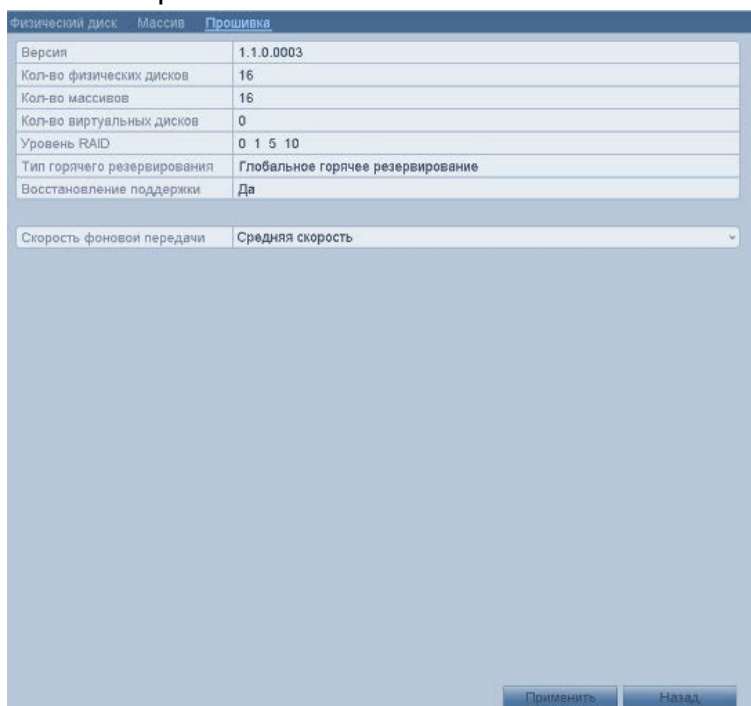 Физический диск Массив Прошивка
Версия 1.1.0.0003
Кол-во физических дисков 16
Кол-во массивов 16
Кол-во виртуальных дисков 0
Уровень RAID 0 1 5 10
Тип горячего резервирования Глобальное горячее резервирование
Восстановление поддержки Да
Скорость фоновой передачи Средняя скорость
Применить Назад